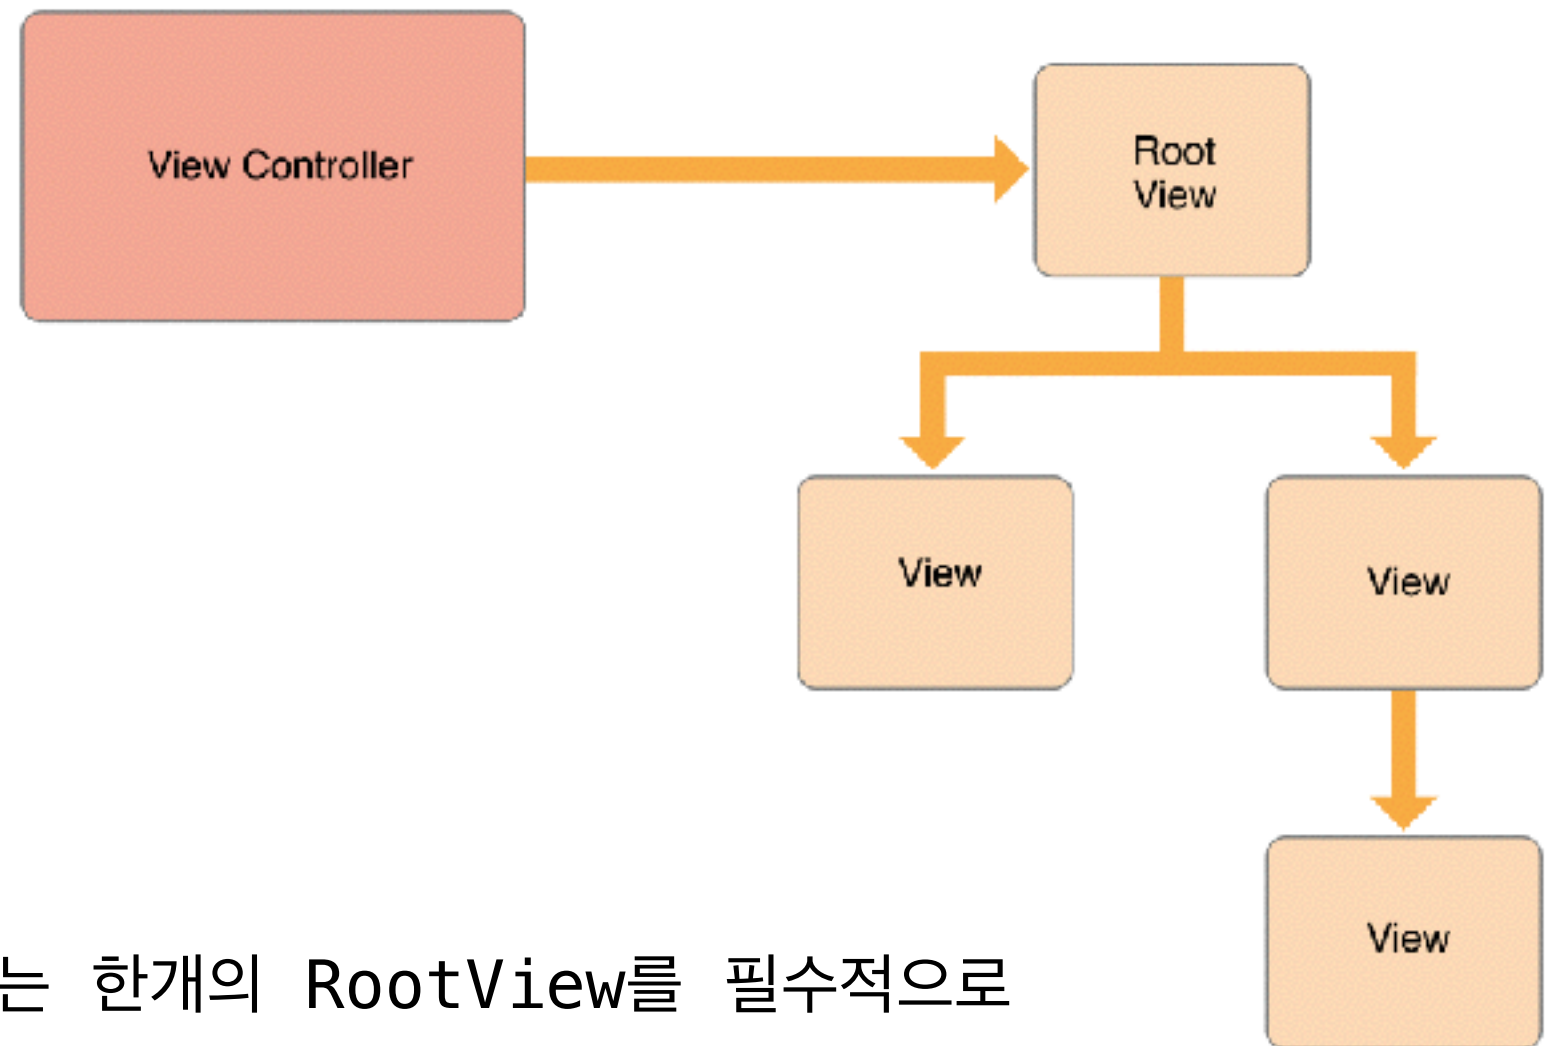 View Controller
Root
View
View
View
View
는 한개의 RootView를 필수적으로